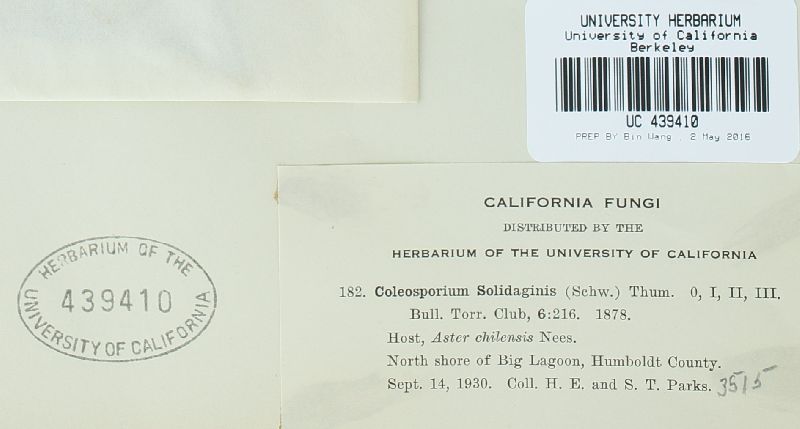 UNIVERSITY HERBARIUM
University of California
Berkeley
UC 439410
PREP BY Bin Wang . 2 May 2016
CALIFORNIA FUNGI
DISTRIBUTED BY THE
HERBARIUM OF THE UNIVERSITY OF CALIFORNIA
182. Coleosporium Solidaginis (Schw.) Thum. 0, I, II, III.
Bull. Torr. Club, 6:216. 1878.
Host, Aster chilensis Nees.
North shore of Big Lagoon, Humboldt County.
Sept. 14, 1930. Coll. H. E. and S. T. Parks. 3515
HERBARIUM OF THE
439410
UNIVERSITY OF CALIFORNIA